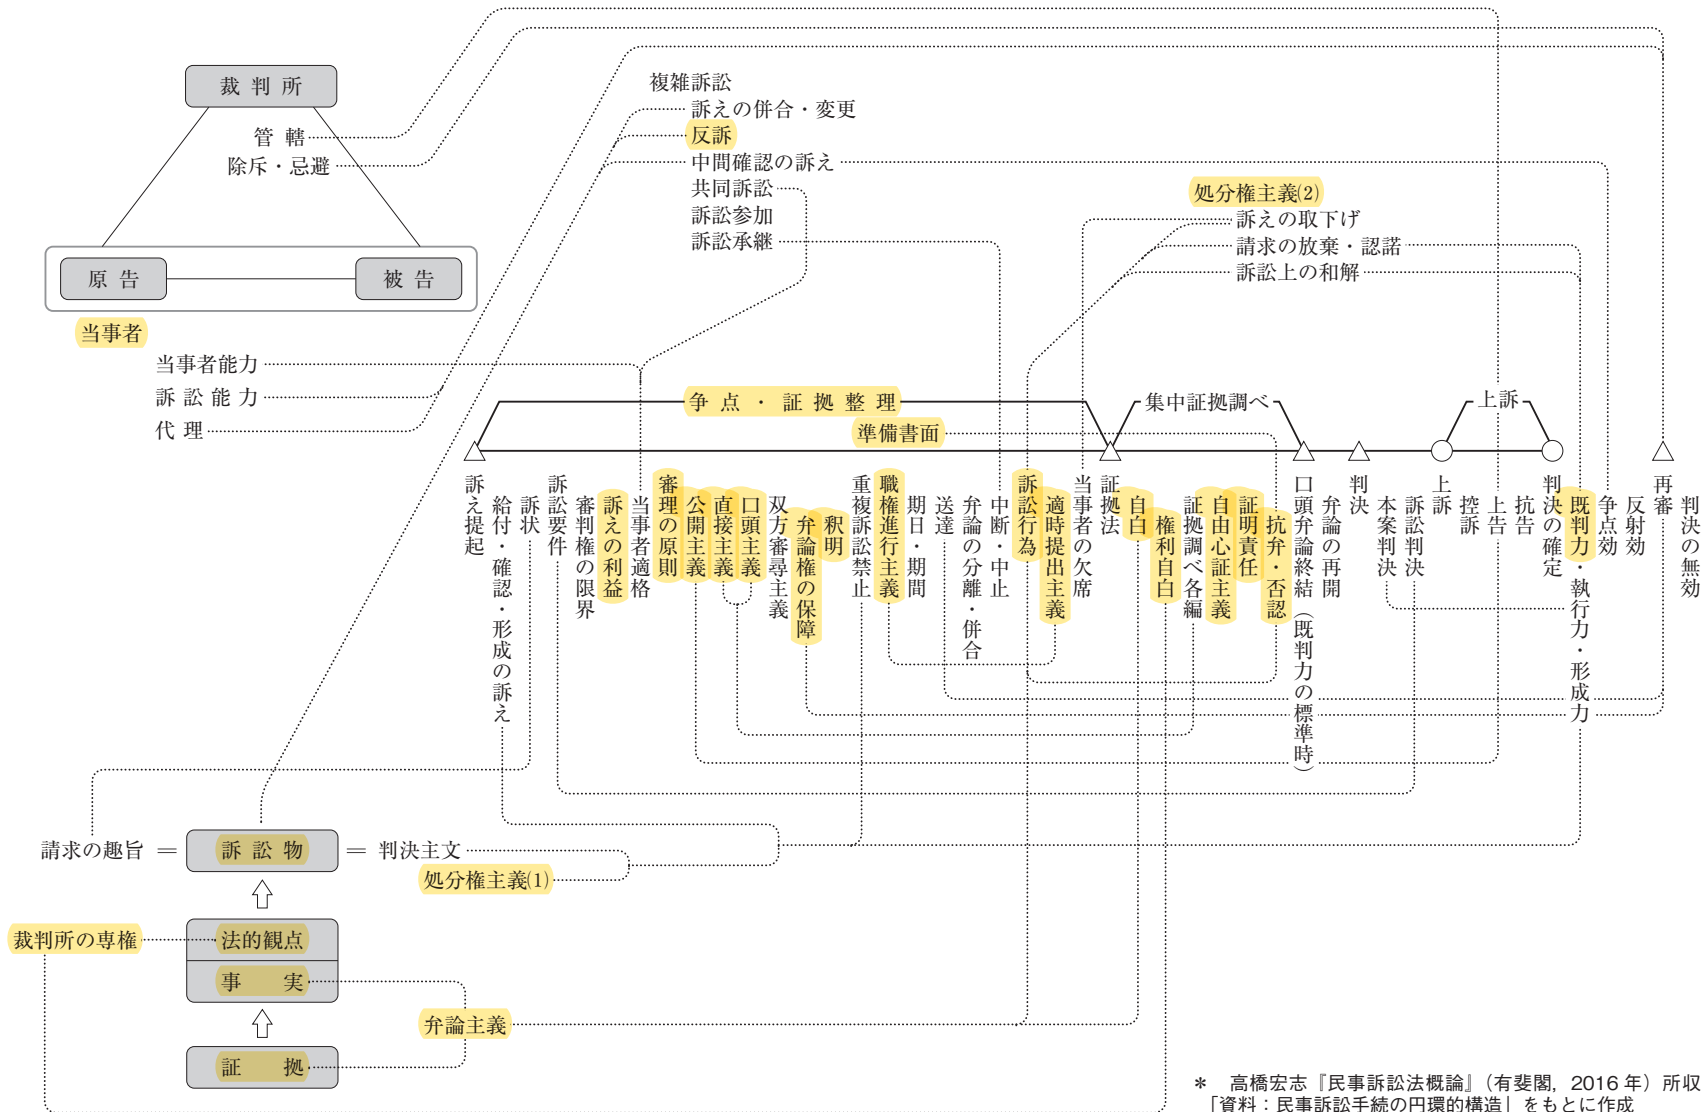 裁判所
管轄
除斥・忌避
原告
被告
当事者
当事者能力
訴訟能力
代理
複雑訴訟
訴えの併合・変更
反訴
中間確認の訴え
共同訴訟
訴訟参加
訴訟承継
処分権主義(2)
訴えの取下げ
請求の放棄・認諾
訴訟上の和解
争点・証拠整理
準備書面
集中証拠調べ
上訴
訴え提起
給付・確認・形成の訴え
訴状
訴訟要件
審判権の限界
訴えの利益
当事者適格
審理の原則
公開主義
直接主義
口頭主義
双方審尋主義
弁論権の保障
釈明
重複訴訟禁止
職権進行主義
期日・期間
送達
弁論の分離・併合
中断・中止
訴訟行為
適時提出主義
当事者の欠席
証拠法
自白
権利自白
証拠調べ各編
自由心証主義
証明責任
抗弁・否認
口頭弁論終結(既判力の標準時)
弁論の再開
判決
本案判決
訴訟判決
上訴
控訴
上告
抗告
判決の確定
既判力・執行力・形成力
争点効
反射効
再審
判決の無効
請求の趣旨 = 訴訟物 = 判決主文
処分権主義(1)
裁判所の専権
法的観点
事実
弁論主義
証拠
* 高橋宏志『民事訴訟法概論』(有斐閣, 2016年)所収
「資料:民事訴訟手続の円環的構造」をもとに作成